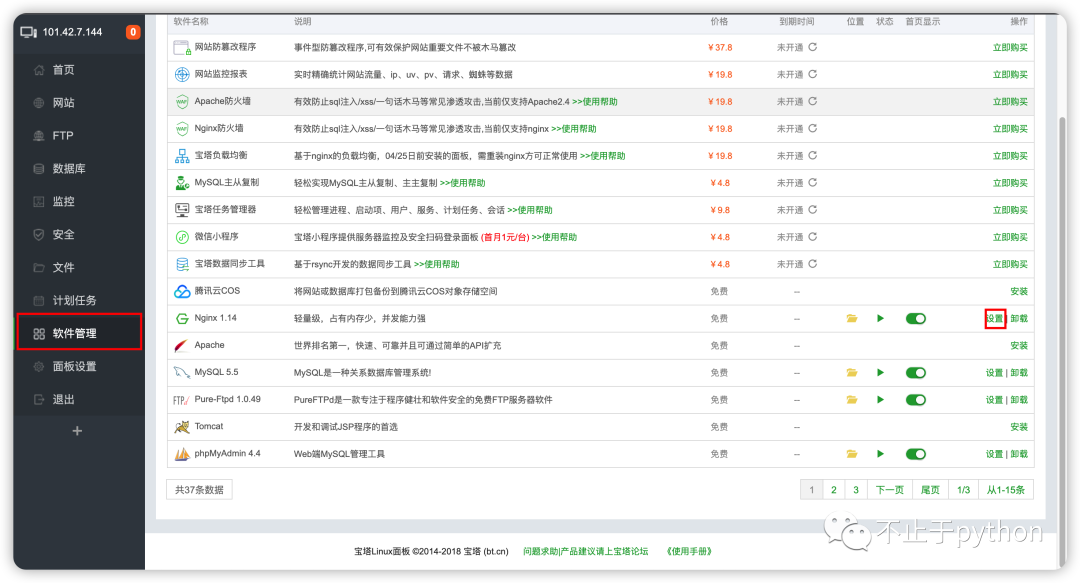 101.42.7.144 0
首页
网站
FTP
数据库
监控
安全
文件
计划任务
软件管理
面板设置
退出
+
软件名称 说明 价格 到期时间 位置 状态 首页显示 操作
网站防篡改程序 事件型防篡改程序,可有效保护网站重要文件不被木马篡改 ￥37.8 未开通 立即购买
网站监控报表 实时精确统计网站流量、ip、uv、pv、请求、蜘蛛等数据 ￥19.8 未开通 立即购买
WAF Apache防火墙 有效防止sql注入/xss/一句话木马等常见渗透攻击,当前仅支持Apache2.4 >>使用帮助 ￥19.8 未开通 立即购买
WAF Nginx防火墙 有效防止sql注入/xss/一句话木马等常见渗透攻击,当前仅支持nginx >>使用帮助 ￥19.8 未开通 立即购买
宝塔负载均衡 基于nginx的负载均衡，04/25日前安装的面板，需重装nginx方可正常使用 >>使用帮助 ￥19.8 未开通 立即购买
MySQL主从复制 轻松实现MySQL主从复制、主主复制 >>使用帮助 ￥4.8 未开通 立即购买
宝塔任务管理器 轻松管理进程、启动项、用户、服务、计划任务、会话 >>使用帮助 ￥9.8 未开通 立即购买
微信小程序 宝塔小程序提供服务器监控及安全扫码登录面板 (首月1元/台) >>使用帮助 ￥4.8 未开通 立即购买
宝塔数据同步工具 基于rsync开发的数据同步工具 >>使用帮助 ￥4.8 未开通 立即购买
腾讯云COS 将网站或数据库打包备份到腾讯云COS对象存储空间 免费 -- 安装
Nginx 1.14 轻量级，占有内存少，并发能力强 免费 -- 设置 | 卸载
Apache 世界排名第一，快速、可靠并且可通过简单的API扩充 免费 -- 安装
MySQL 5.5 MySQL是一种关系数据库管理系统! 免费 -- 设置 | 卸载
FTP Pure-Ftpd 1.0.49 PureFTPd是一款专注于程序健壮和软件安全的免费FTP服务器软件 免费 -- 设置 | 卸载
Tomcat 开发和调试JSP程序的首选 免费 -- 安装
phpMyAdmin 4.4 Web端MySQL管理工具 免费 -- 设置 | 卸载
共37条数据 1 2 3 下一页 尾页 1/3 从1-15条
不止于python
宝塔Linux面板 ©2014-2018 宝塔 (bt.cn) 问题求助|产品建议请上宝塔论坛 《使用手册》